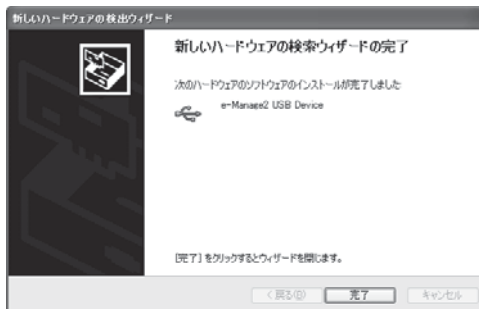 新しいハードウェアの検出ウィザード
新しいハードウェアの検索ウィザードの完了
次のハードウェアのソフトウェアのインストールが完了しました
e-Manage2 USB Device
[完了] をクリックするとウィザードを閉じます。
< 戻る(B)
完了
キャンセル